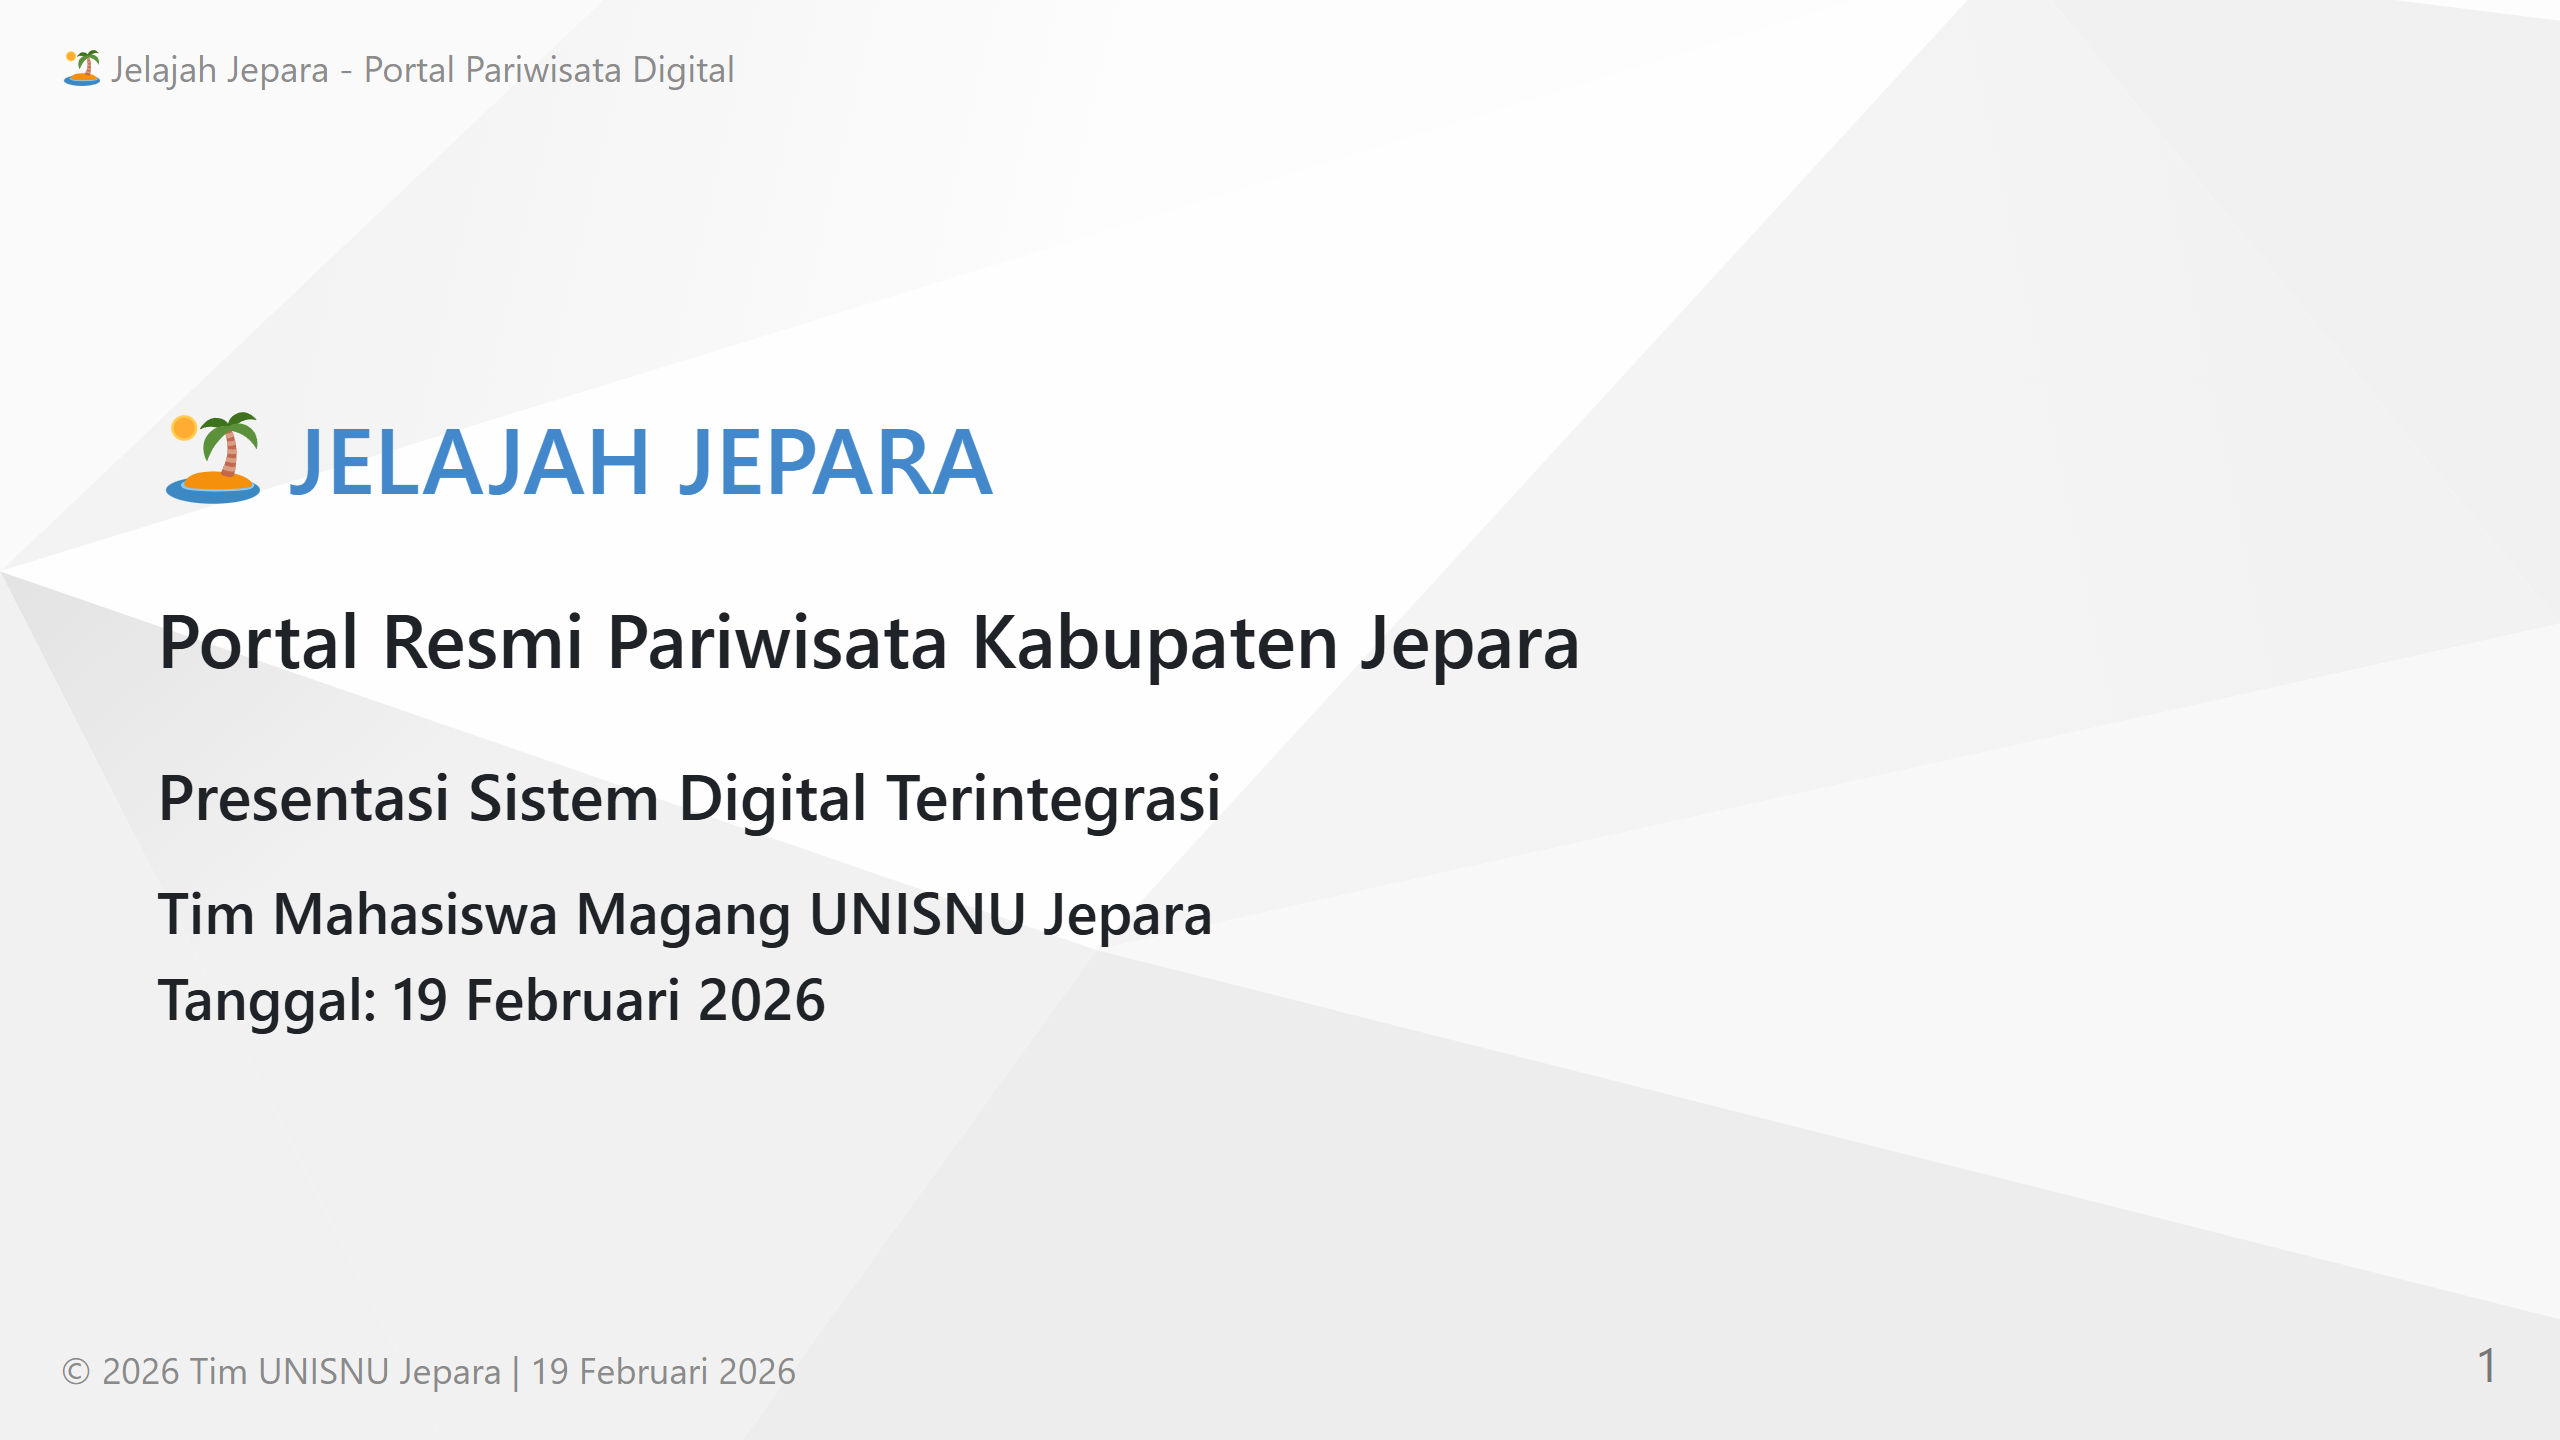 Jelajah Jepara - Portal Pariwisata Digital
JELAJAH JEPARA
Portal Resmi Pariwisata Kabupaten Jepara
Presentasi Sistem Digital Terintegrasi
Tim Mahasiswa Magang UNISNU Jepara
Tanggal: 19 Februari 2026
© 2026 Tim UNISNU Jepara | 19 Februari 2026
1